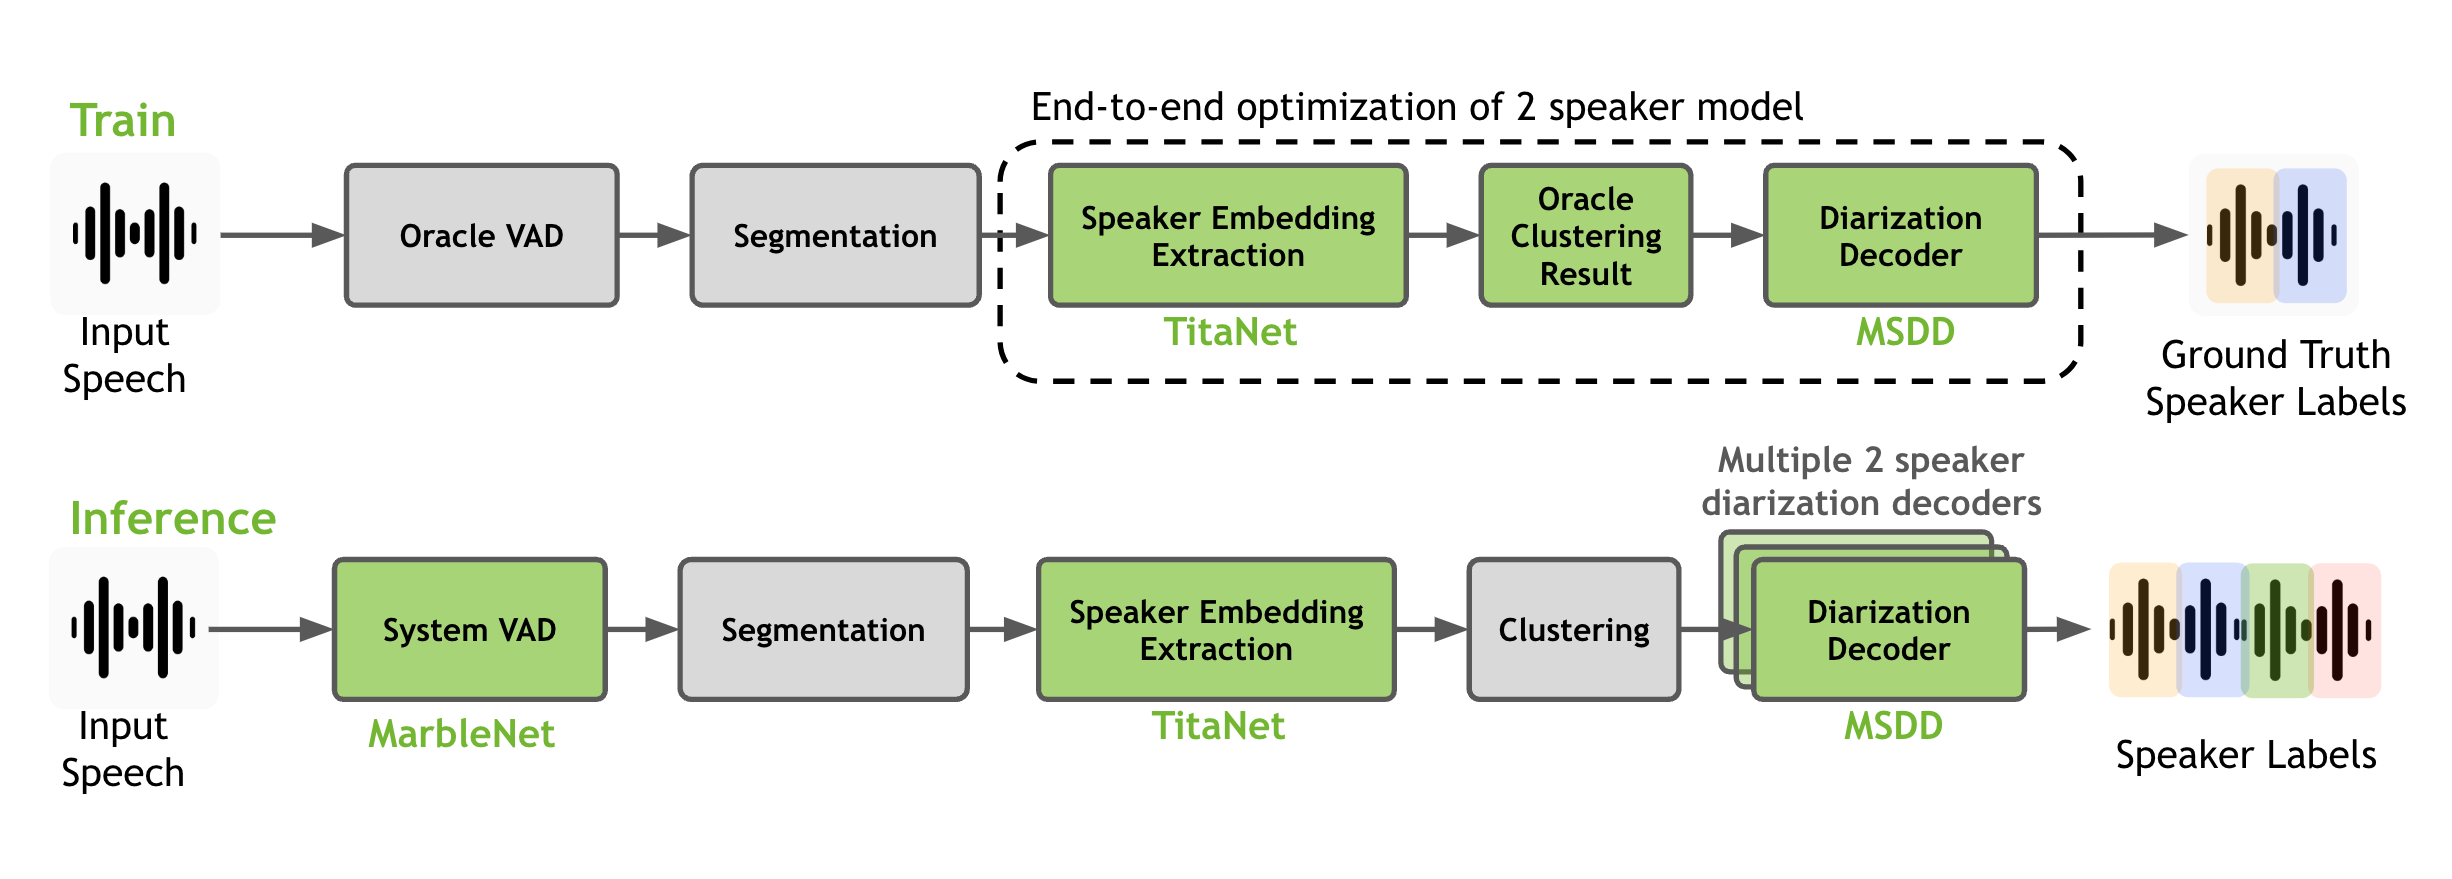 Train
End-to-end optimization of 2 speaker model
Oracle VAD
Segmentation
Speaker Embedding
Extraction
Oracle
Clustering
Result
Diarization
Decoder
TitaNet
MSDD
Input
Speech
Ground Truth
Speaker Labels
Inference
Multiple 2 speaker
diarization decoders
System VAD
Segmentation
Speaker Embedding
Extraction
Clustering
Diarization
Decoder
MarbleNet
TitaNet
MSDD
Input
Speech
Speaker Labels